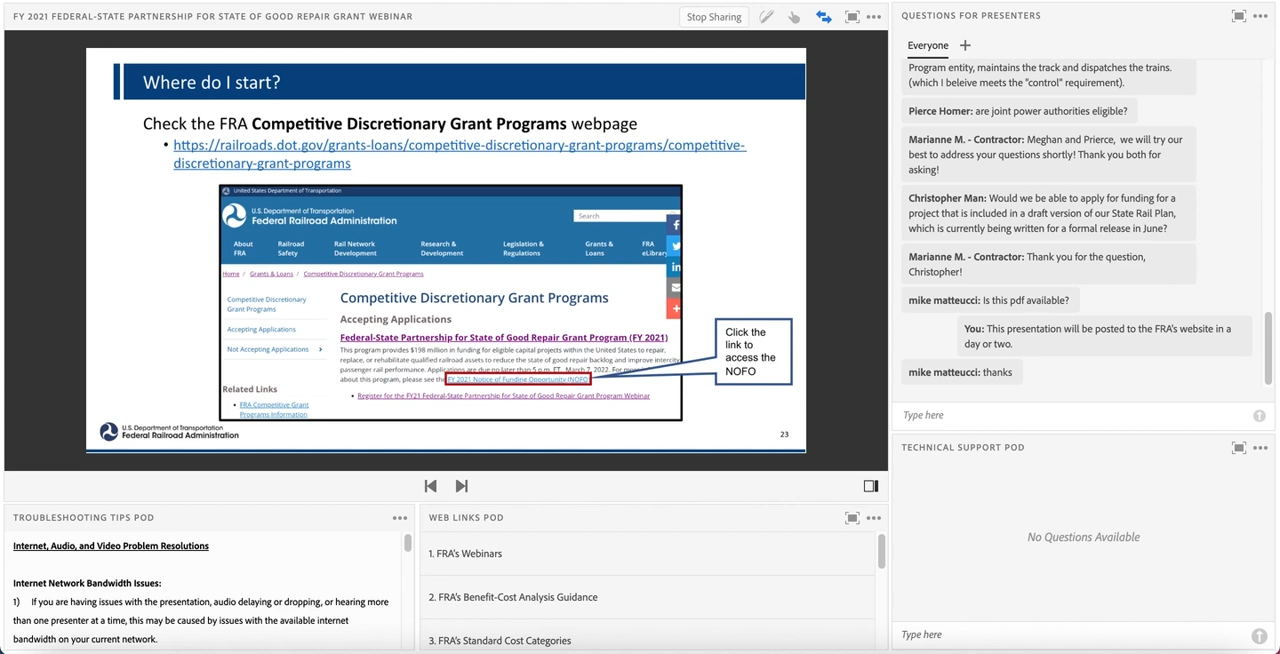 FY 2021 FEDERAL-STATE PARTNERSHIP FOR STATE OF GOOD REPAIR GRANT WEBINAR
Stop Sharing
Where do I start?
Check the FRA Competitive Discretionary Grant Programs webpage
• https://railroads.dot.gov/grants-loans/competitive-discretionary-grant-programs/competitive-
discretionary-grant-programs
United States Department of Transportation
U.S. Department of Transportation
Federal Railroad Administration
Search
About
FRA
Railroad
Safety
Rail Network
Development
Research &
Development
Legislation &
Regulations
Grants &
Loans
FRA
eLibrary
Home / Grants & Loans / Competitive Discretionary Grant Programs
Competitive Discretionary
Grant Programs
Accepting Applications
Not Accepting Applications
Related Links
• FRA Competitive Grant
Programs Information
Competitive Discretionary Grant Programs
Accepting Applications
Federal-State Partnership for State of Good Repair Grant Program (FY 2021)
This program provides $198 million in funding for eligible capital projects within the United States to repair,
replace, or rehabilitate qualified railroad assets to reduce the state of good repair backlog and improve intercity
passenger rail performance. Applications are due no later than 5 p.m. ET, March 7, 2022. For more
about this program, please see the FY 2021 Notice of Funding Opportunity (NOFO
• Register for the FY21 Federal-State Partnership for State of Good Repair Grant Program Webinar
Click the
link to
access the
NOFO
U.S. Department of Transportation
Federal Railroad Administration
23
TROUBLESHOOTING TIPS POD
Internet, Audio, and Video Problem Resolutions
Internet Network Bandwidth Issues:
1) If you are having issues with the presentation, audio delaying or dropping, or hearing more
than one presenter at a time, this may be caused by issues with the available internet
bandwidth on your current network.
WEB LINKS POD
1. FRA's Webinars
2. FRA's Benefit-Cost Analysis Guidance
3. FRA's Standard Cost Categories
QUESTIONS FOR PRESENTERS
Everyone
Program entity, maintains the track and dispatches the trains.
(which I beleive meets the "control" requirement).
Pierce Homer: are joint power authorities eligible?
Marianne M. - Contractor: Meghan and Prierce, we will try our
best to address your questions shortly! Thank you both for
asking!
Christopher Man: Would we be able to apply for funding for a
project that is included in a draft version of our State Rail Plan,
which is currently being written for a formal release in June?
Marianne M. - Contractor: Thank you for the question,
Christopher!
mike matteucci: Is this pdf available?
You: This presentation will be posted to the FRA's website in a
day or two.
mike matteucci: thanks
Type here
TECHNICAL SUPPORT POD
No Questions Available
Type here